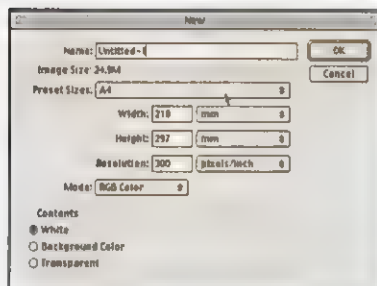 New
Name: Untitled-1
OK
Image Size: 24.9M
Cancel
Preset Sizes: A4
Width: 210 mm
Height: 297 mm
Resolution: 300 pixels/inch
Mode: RGB Color
Contents
White
Background Color
Transparent